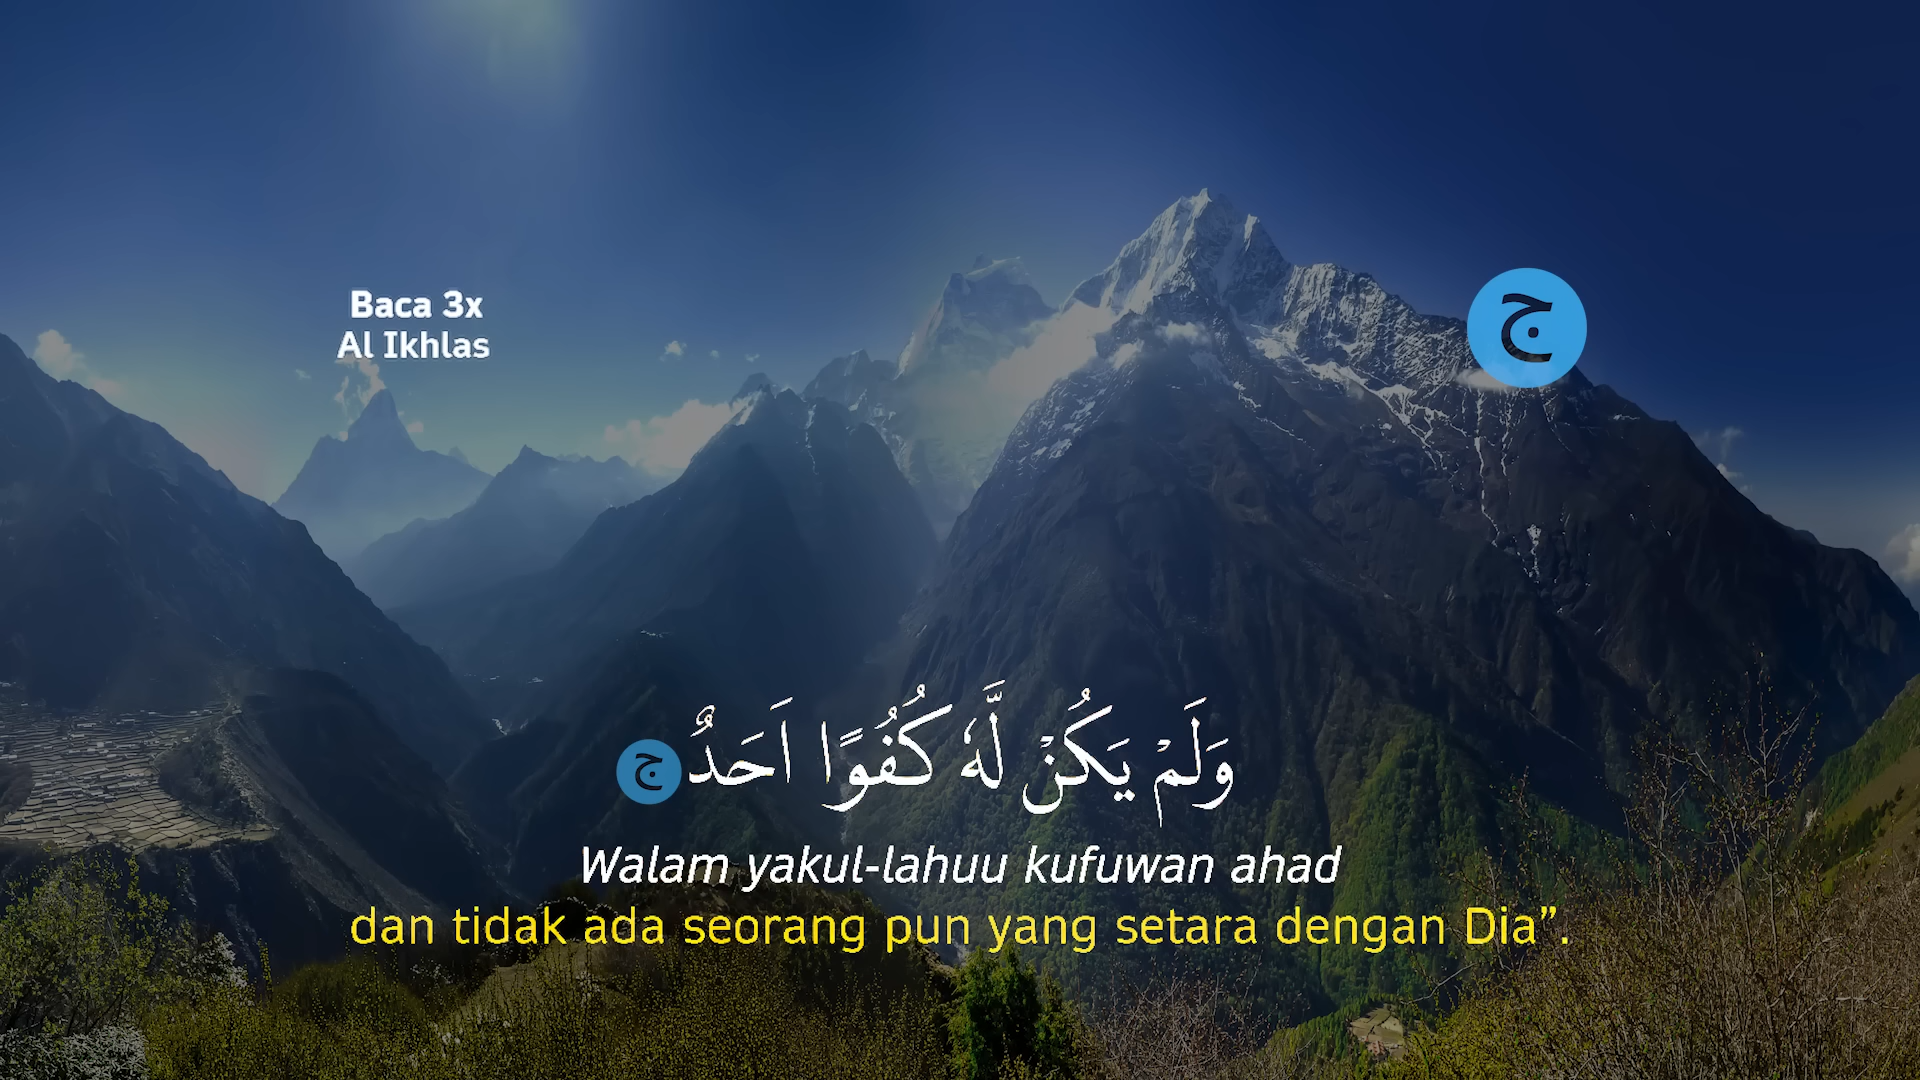 Baca 3x
Al Ikhlas
ج
وَلَمْ يَكُنْ لَّهٗ كُفُوًا اَحَدٌ ج
Walam yakul-lahuu kufuwan ahad
dan tidak ada seorang pun yang setara dengan Dia”.